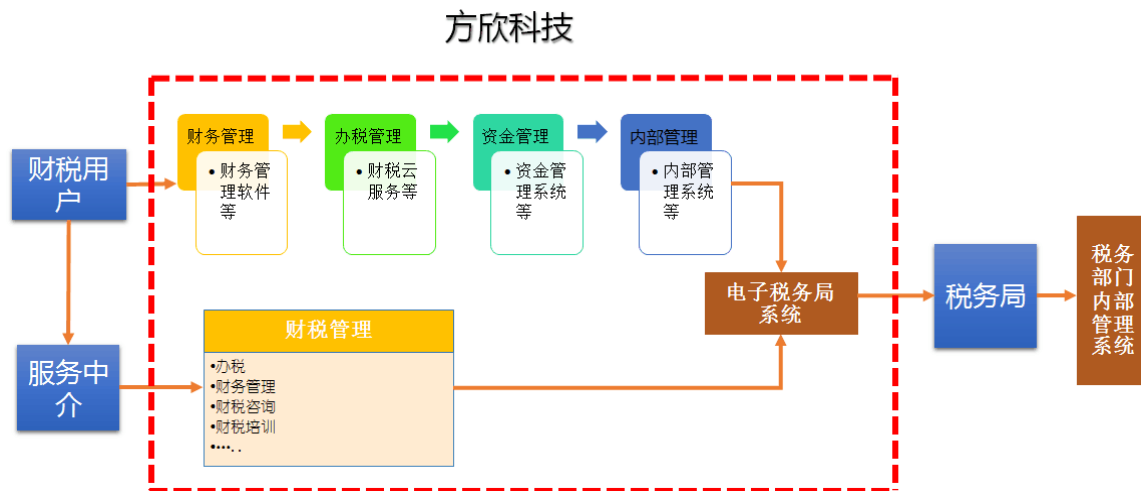 方欣科技
财务管理
• 财务管
理软件
等
办税管理
• 财税云
服务等
资金管理
• 资金管
理系统
等
内部管理
• 内部管
理系统
等
财税用
户
服务中
介
财税管理
•办税
•财务管理
•财税咨询
•财税培训
•…..
电子税务局
系统
税务局
税务
部门
内部
管理
系统